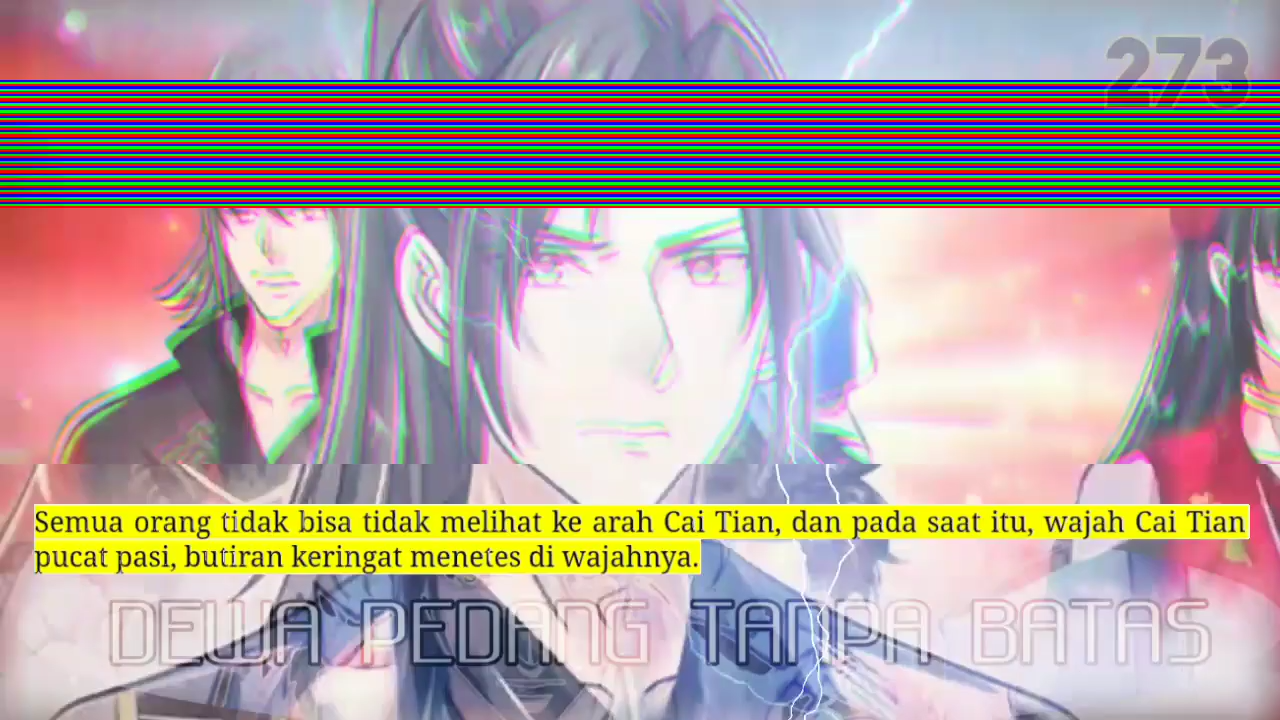 273
Semua orang tidak bisa tidak melihat ke arah Cai Tian, dan pada saat itu, wajah Cai Tian
pucat pasi, butiran keringat menetes di wajahnya.
DEWA PEDANG TANPA BATAS